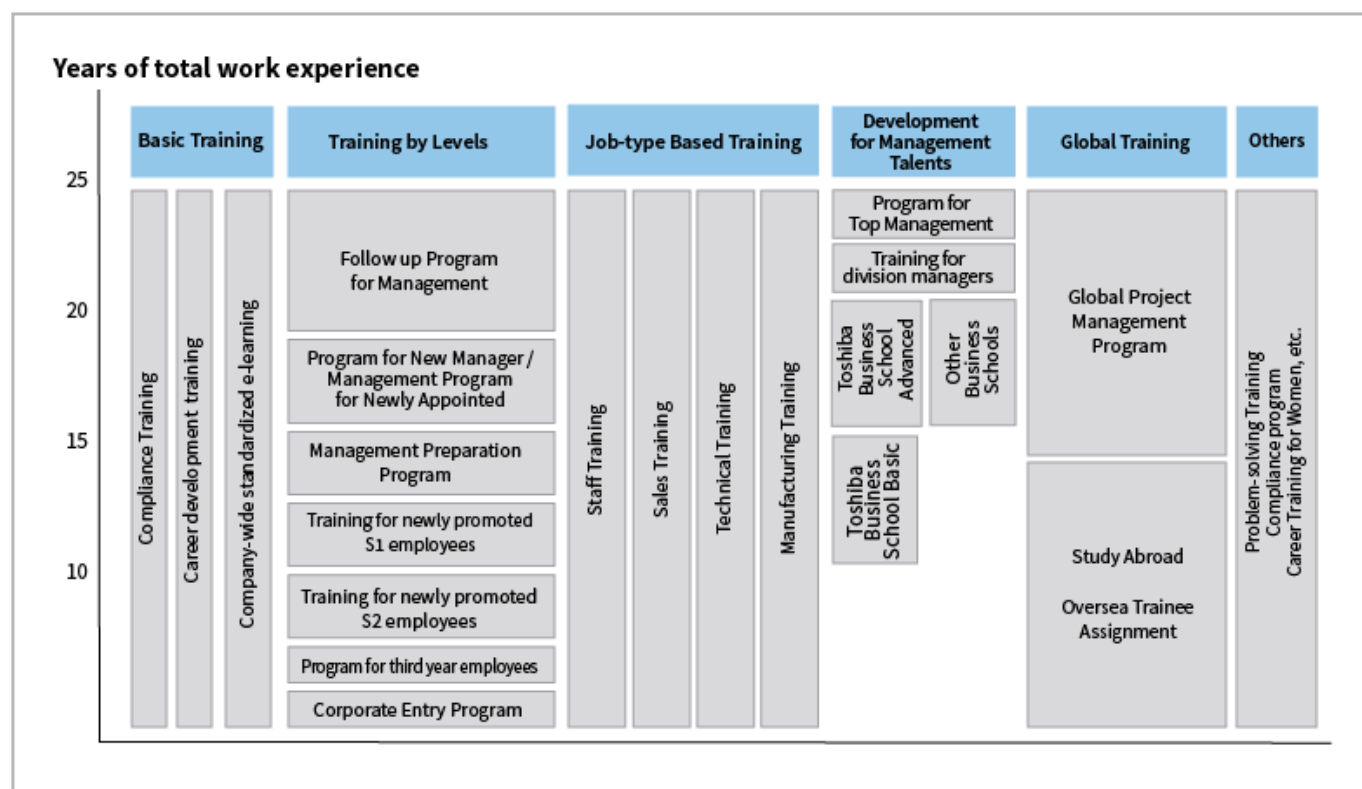 Years of total work experience
Basic Training
Training by Levels
Job-type Based Training
Development
for Management
Talents
Global Training
Others
25
20
15
10
Compliance Training
Career development training
Company-wide standardized e-learning
Follow up Program
for Management
Program for New Manager /
Management Program
for Newly Appointed
Management Preparation
Program
Training for newly promoted
S1 employees
Training for newly promoted
S2 employees
Program for third year employees
Corporate Entry Program
Staff Training
Sales Training
Technical Training
Manufacturing Training
Program for
Top Management
Training for
division managers
Toshiba
Business
School
Advanced
Other
Business
Schools
Toshiba
Business
School Basic
Global Project
Management
Program
Study Abroad
Oversea Trainee
Assignment
Problem-solving Training
Compliance program
Career Training for Women, etc.